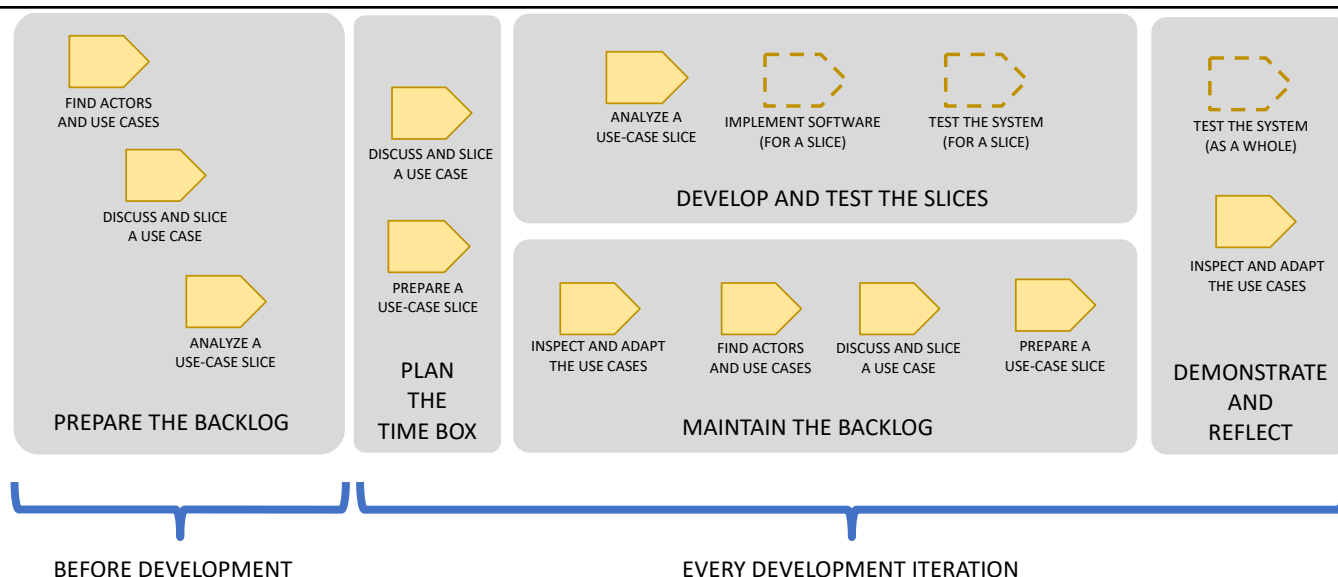 FIND ACTORS
AND USE CASES
DISCUSS AND SLICE
A USE CASE
ANALYZE A
USE-CASE SLICE
PREPARE THE BACKLOG
DISCUSS AND SLICE
A USE CASE
PREPARE A
USE-CASE SLICE
PLAN
THE
TIME BOX
ANALYZE A
USE-CASE SLICE
IMPLEMENT SOFTWARE
(FOR A SLICE)
TEST THE SYSTEM
(FOR A SLICE)
DEVELOP AND TEST THE SLICES
INSPECT AND ADAPT
THE USE CASES
FIND ACTORS
AND USE CASES
DISCUSS AND SLICE
A USE CASE
PREPARE A
USE-CASE SLICE
MAINTAIN THE BACKLOG
TEST THE SYSTEM
(AS A WHOLE)
INSPECT AND ADAPT
THE USE CASES
DEMONSTRATE
AND
REFLECT
BEFORE DEVELOPMENT
EVERY DEVELOPMENT ITERATION